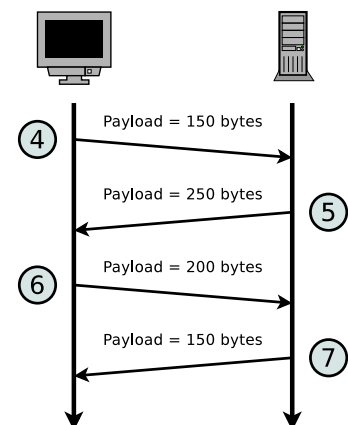 Payload = 150 bytes
4
Payload = 250 bytes
5
Payload = 200 bytes
6
Payload = 150 bytes
7